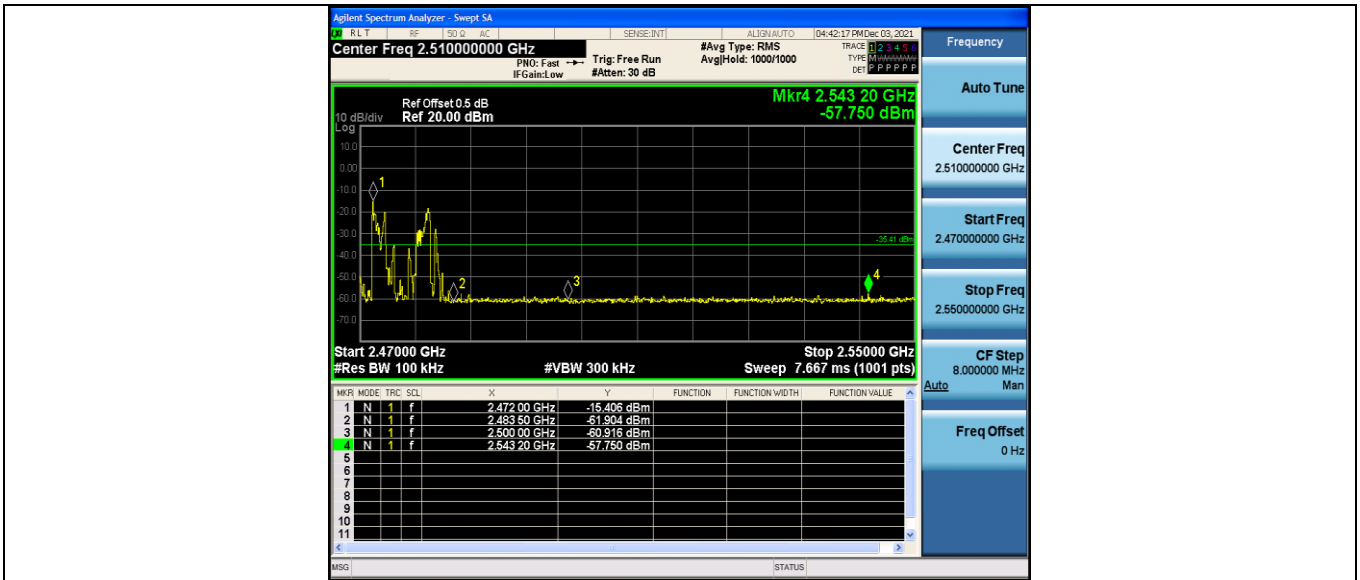 Agilent Spectrum Analyzer - Swept SA
LXI RLT RF 50 Ω AC SENSE:INT ALIGNAUTO 04:42:17 PM Dec 03, 2021
Center Freq 2.510000000 GHz
#Avg Type: RMS
TRACE 1 2 3 4 5 6
PNO: Fast
Trig: Free Run
Avg|Hold: 1000/1000
TYPE M WWWWW
IFGain:Low
#Atten: 30 dB
DET P P P P P P
Mkr4 2.543 20 GHz
-57.750 dBm
Ref Offset 0.5 dB
10 dB/div Ref 20.00 dBm
Log
10.0
0.00
-10.0
-20.0
-30.0
-40.0
-50.0
-60.0
-70.0
1
2
3
4
-35.41 dBm
Start 2.47000 GHz Stop 2.55000 GHz
#Res BW 100 kHz #VBW 300 kHz Sweep 7.667 ms (1001 pts)
MKR MODE TRC SCL X Y FUNCTION FUNCTION WIDTH FUNCTION VALUE
1 N 1 f 2.472 00 GHz -15.406 dBm
2 N 1 f 2.483 50 GHz -61.904 dBm
3 N 1 f 2.500 00 GHz -60.916 dBm
4 N 1 f 2.543 20 GHz -57.750 dBm
5
6
7
8
9
10
11
MSG STATUS
Frequency
Auto Tune
Center Freq
2.510000000 GHz
Start Freq
2.470000000 GHz
Stop Freq
2.550000000 GHz
CF Step
8.000000 MHz
Auto Man
Freq Offset
0 Hz